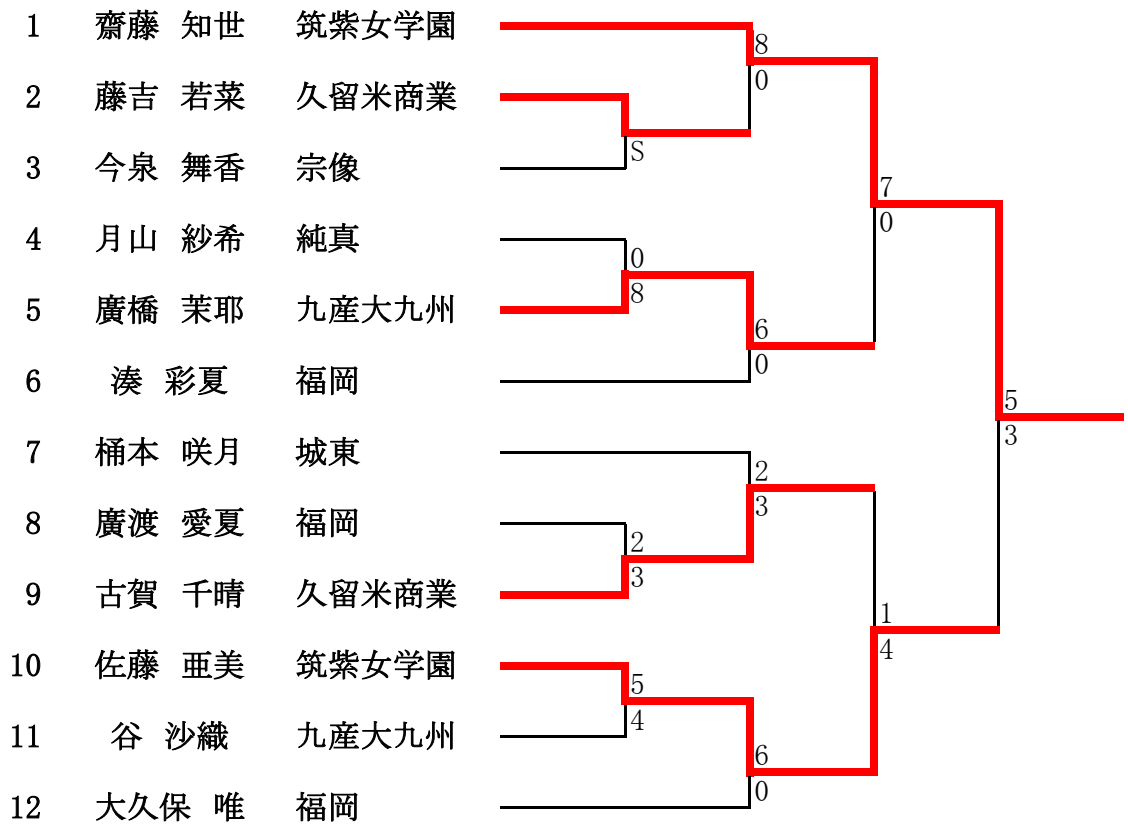 1 齋藤 知世 筑紫女学園
8
0
2 藤吉 若菜 久留米商業
S
3 今泉 舞香 宗像
7
0
4 月山 紗希 純真
0
8
5 廣橋 茉耶 九産大九州
6
0
6 湊 彩夏 福岡
5
3
7 桶本 咲月 城東
2
3
8 廣渡 愛夏 福岡
2
3
9 古賀 千晴 久留米商業
1
4
10 佐藤 亜美 筑紫女学園
5
4
11 谷 沙織 九産大九州
6
0
12 大久保 唯 福岡